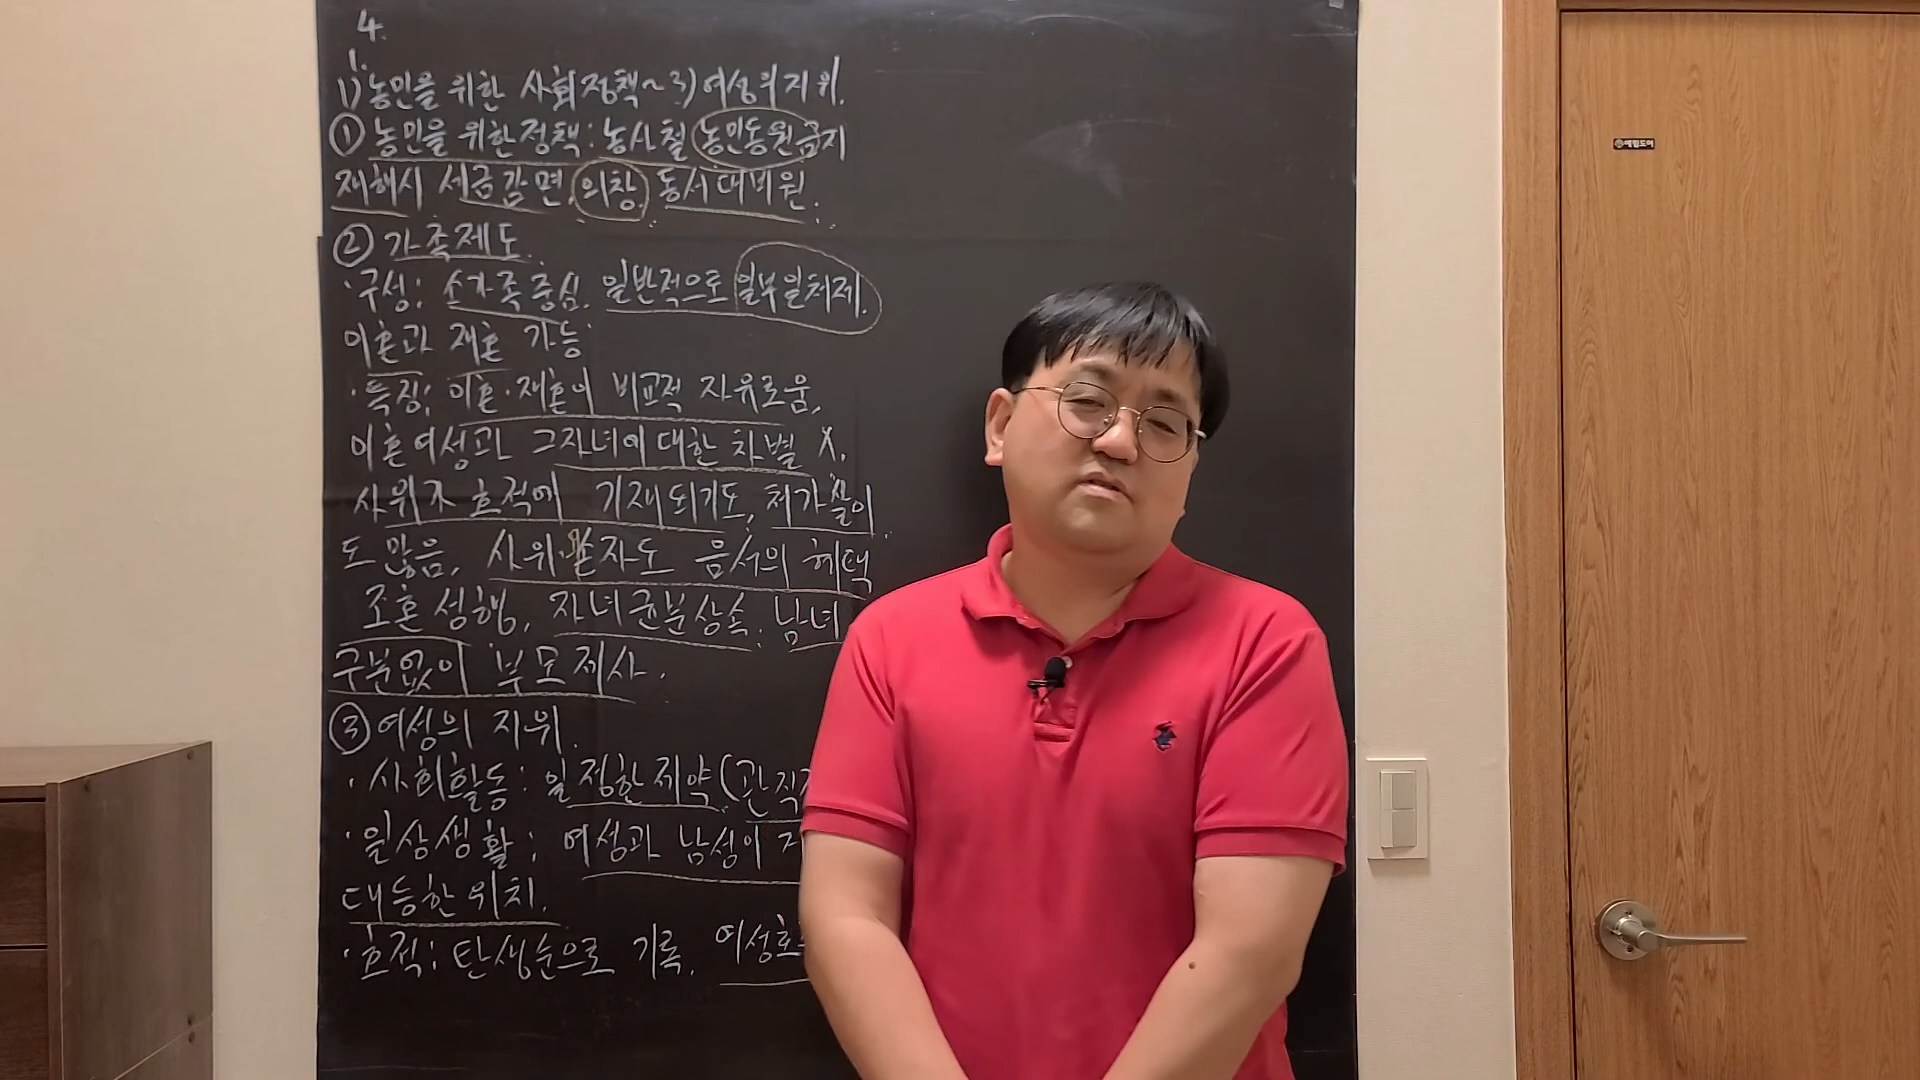 4.
1.
1) 농민을 위한 사회정책~3) 여성의 지위.
① 농민을 위한 정책: 농사철 농민동원금지
재해시 세금감면, 의창, 동서대비원.
② 가족제도.
·구성: 소가족 중심. 일반적으로 일부일처제.
이혼과 재혼 가능
·특징: 이혼·재혼이 비교적 자유로움,
이혼여성과 그자녀에 대한 차별 X.
사위가 호적에 기재되기도, 처가살이
도 많음, 사위·손자도 음서의 혜택
조혼 성행, 자녀균분상속. 남녀
구분없이 부모제사.
③ 여성의 지위.
·사회활동: 일정한 제약(관직
·일상생활: 여성과 남성이
대등한 위치.
·호적: 탄생순으로 기록. 여성호
예림도어